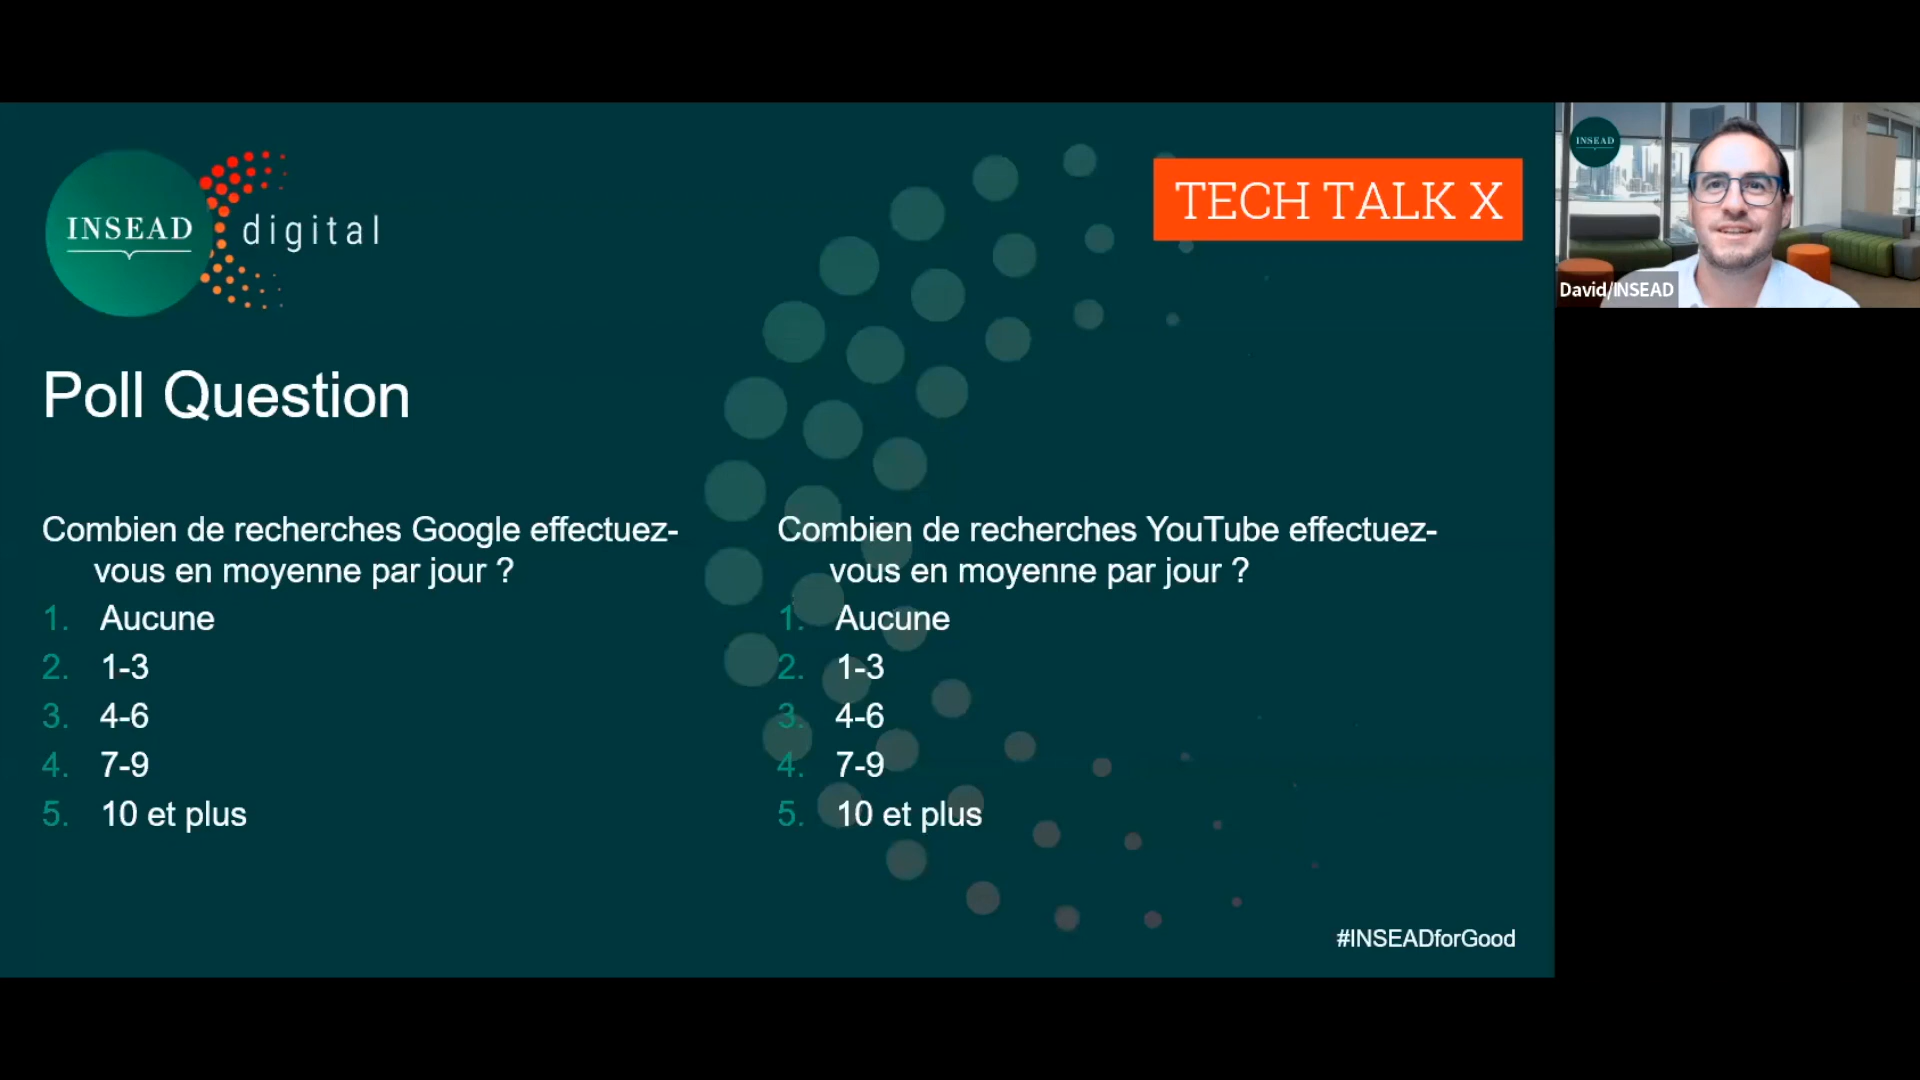 INSEAD
digital
TECH TALK X
INSEAD
David/INSEAD
Poll Question
Combien de recherches Google effectuez-
vous en moyenne par jour ?
1. Aucune
2. 1-3
3. 4-6
4. 7-9
5. 10 et plus
Combien de recherches YouTube effectuez-
vous en moyenne par jour ?
1. Aucune
2. 1-3
3. 4-6
4. 7-9
5. 10 et plus
#INSEADforGood